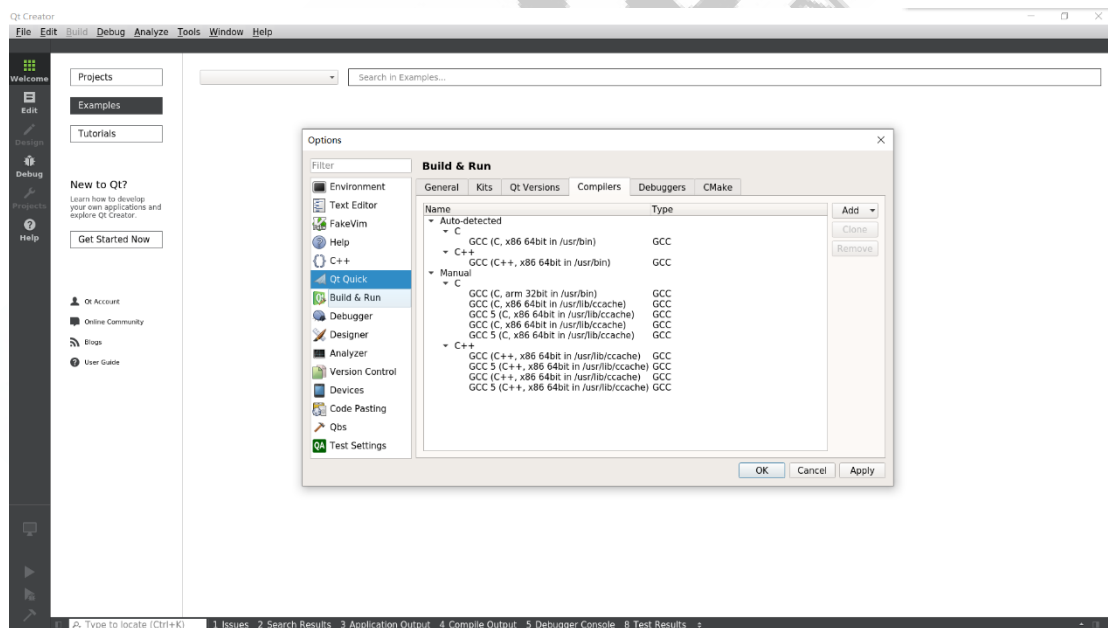 Qt Creator
File Edit Build Debug Analyze Tools Window Help
Welcome
Edit
Design
Debug
Projects
Help
Projects
Examples
Tutorials
New to Qt?
Learn how to develop
your own applications and
explore Qt Creator.
Get Started Now
Qt Account
Online Community
Blogs
User Guide
Search in Examples...
Options
Filter
Environment
Text Editor
FakeVim
Help
{} C++
Qt Quick
Build & Run
Debugger
Designer
Analyzer
Version Control
Devices
Code Pasting
Qbs
QA Test Settings
Build & Run
General Kits Qt Versions Compilers Debuggers CMake
Name Type
Auto-detected
C
GCC (C, x86 64bit in /usr/bin) GCC
C++
GCC (C++, x86 64bit in /usr/bin) GCC
Manual
C
GCC (C, arm 32bit in /usr/bin) GCC
GCC (C, x86 64bit in /usr/lib/ccache) GCC
GCC 5 (C, x86 64bit in /usr/lib/ccache) GCC
GCC (C, x86 64bit in /usr/lib/ccache) GCC
GCC 5 (C, x86 64bit in /usr/lib/ccache) GCC
C++
GCC (C++, x86 64bit in /usr/lib/ccache) GCC
GCC 5 (C++, x86 64bit in /usr/lib/ccache) GCC
GCC (C++, x86 64bit in /usr/lib/ccache) GCC
GCC 5 (C++, x86 64bit in /usr/lib/ccache) GCC
Add
Clone
Remove
OK Cancel Apply
Type to locate (Ctrl+K) 1 Issues 2 Search Results 3 Application Output 4 Compile Output 5 Debugger Console 8 Test Results